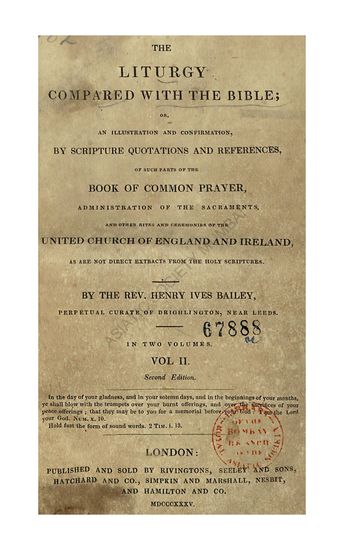 THE
LITURGY
COMPARED WITH THE BIBLE;
OR,
AN ILLUSTRATION AND CONFIRMATION,
BY SCRIPTURE QUOTATIONS AND REFERENCES,
OF SUCH PARTS OF THE
BOOK OF COMMON PRAYER,
ADMINISTRATION OF THE SACRAMENTS,
AND OTHER RITES AND CEREMONIES OF THE
UNITED CHURCH OF ENGLAND AND IRELAND,
AS ARE NOT DIRECT EXTRACTS FROM THE HOLY SCRIPTURES.
BY THE REV. HENRY IVES BAILEY,
PERPETUAL CURATE OF DRIGHLINGTON, NEAR LEEDS.
67888
IN TWO VOLUMES.
VOL II.
Second Edition.
In the day of your gladness, and in your solemn days, and in the beginnings of your months,
ye shall blow with the trumpets over your burnt offerings, and over the sacrifices of your
peace offerings; that they may be to you for a memorial before your God: I am the Lord
your God. NUM. x. 10.
Hold fast the form of sound words. 2 TIM. i. 13.
OF THE
BOMBAY
BRANCH
OF THE
LONDON:
PUBLISHED AND SOLD BY RIVINGTONS, SEELEY AND SONS,
HATCHARD AND CO., SIMPKIN AND MARSHALL, NESBIT,
AND HAMILTON AND CO.
MDCCCXXXV.